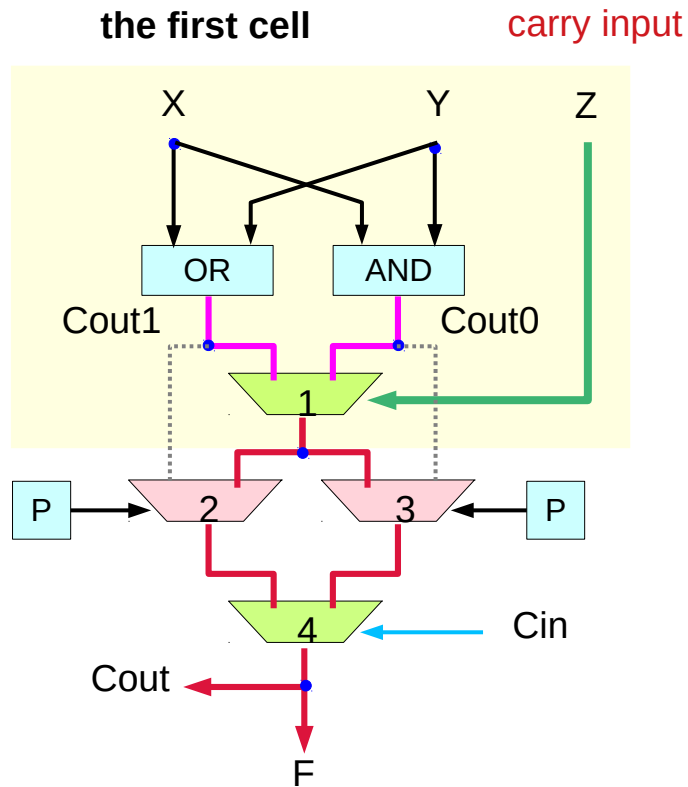 the first cell
carry input
X
Y
Z
OR
AND
Cout1
Cout0
1
P
2
3
P
4
Cin
Cout
F